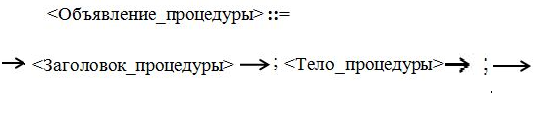 <Объявление_процедуры> ::=
→ <Заголовок_процедуры> → ; <Тело_процедуры> → ; →